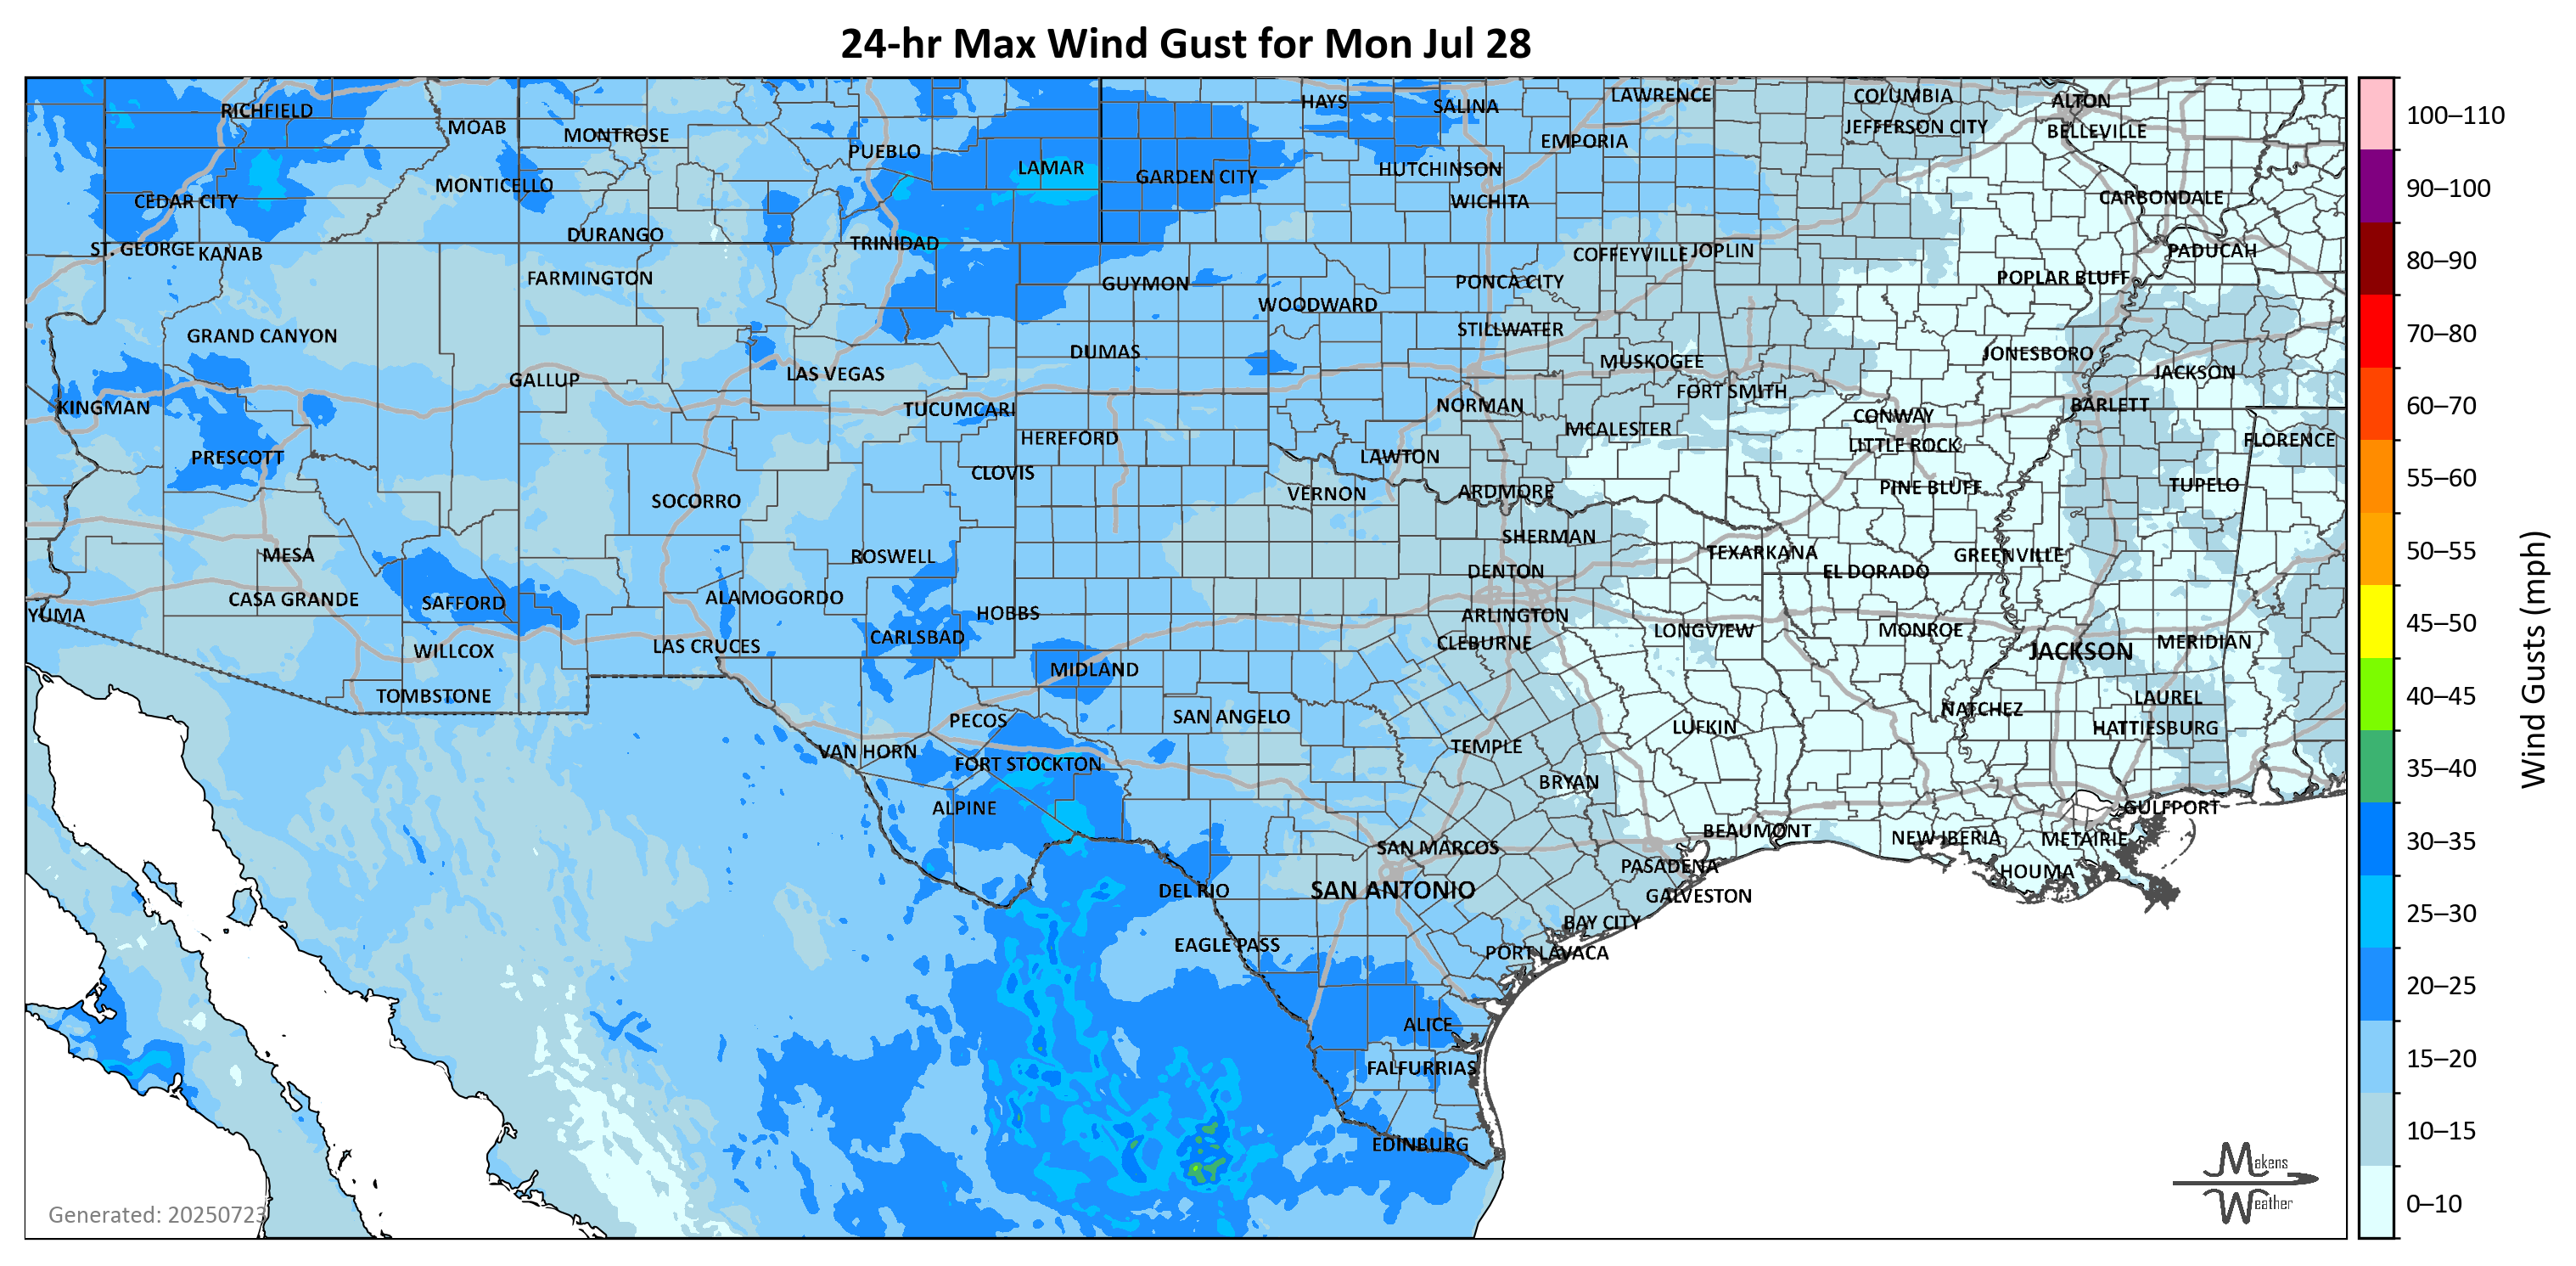 24-hr Max Wind Gust for Mon Jul 28
RICHFIELD
MOAB
MONTROSE
PUEBLO
LAMAR
GARDEN CITY
HAYS
SALINA
LAWRENCE
EMPORIA
HUTCHINSON
WICHITA
COLUMBIA
JEFFERSON CITY
ALTON
BELLEVILLE
CARBONDALE
MONTICELLO
CEDAR CITY
ST. GEORGE
KANAB
DURANGO
TRINIDAD
FARMINGTON
GUYMON
WOODWARD
PONCA CITY
COFFEYVILLE
JOPLIN
POPLAR BLUFF
PADUCAH
GRAND CANYON
STILLWATER
DUMAS
MUSKOGEE
JONESBORO
JACKSON
GALLUP
LAS VEGAS
FORT SMITH
KINGMAN
TUCUMCARI
NORMAN
CONWAY
BARLETT
HEREFORD
MCALESTER
LITTLE ROCK
FLORENCE
PRESCOTT
CLOVIS
LAWTON
VERNON
ARDMORE
PINE BLUFF
TUPELO
SOCORRO
SHERMAN
MESA
ROSWELL
TEXARKANA
GREENVILLE
DENTON
EL DORADO
CASA GRANDE
SAFFORD
ALAMOGORDO
HOBBS
ARLINGTON
YUMA
CARLSBAD
CLEBURNE
LONGVIEW
MONROE
WILLCOX
LAS CRUCES
JACKSON
MERIDIAN
MIDLAND
TOMBSTONE
PECOS
SAN ANGELO
LAUREL
NATCHEZ
LUFKIN
HATTIESBURG
VAN HORN
FORT STOCKTON
TEMPLE
BRYAN
ALPINE
GULFPORT
BEAUMONT
NEW IBERIA
METAIRIE
SAN MARCOS
PASADENA
HOUMA
DEL RIO
SAN ANTONIO
GALVESTON
BAY CITY
EAGLE PASS
PORT LAVACA
ALICE
FALFURRIAS
EDINBURG
Generated: 20250723
Makens
Weather
100–110
90–100
80–90
70–80
60–70
55–60
50–55
45–50
40–45
35–40
30–35
25–30
20–25
15–20
10–15
0–10
Wind Gusts (mph)